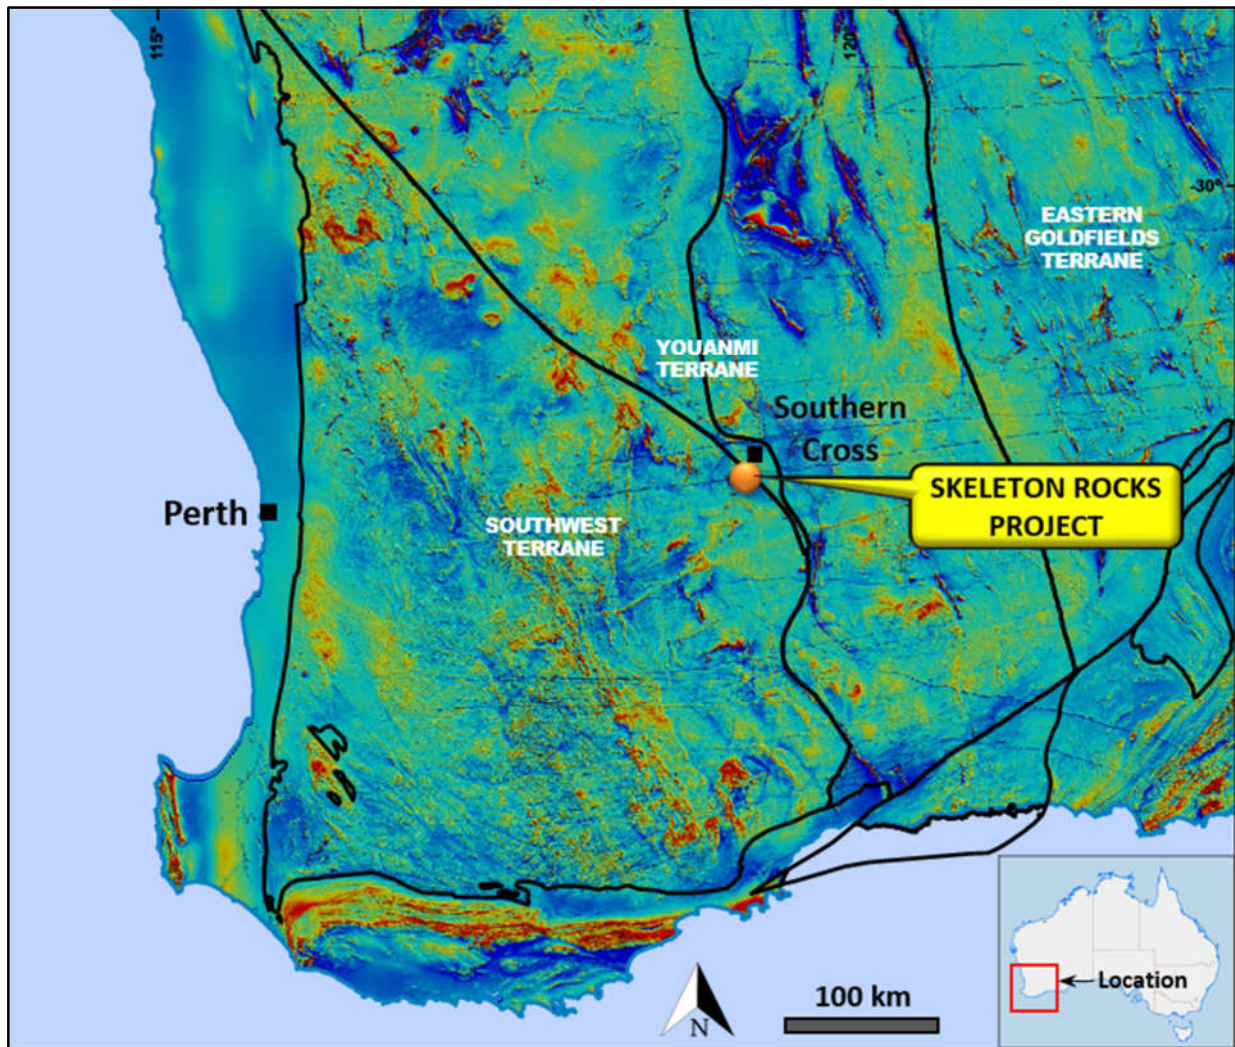 115°
120°
-30°
EASTERN
GOLDFIELDS
TERRANE
YOUANMI
TERRANE
Southern
Cross
SKELETON ROCKS
PROJECT
Perth
SOUTHWEST
TERRANE
Location
100 km
N